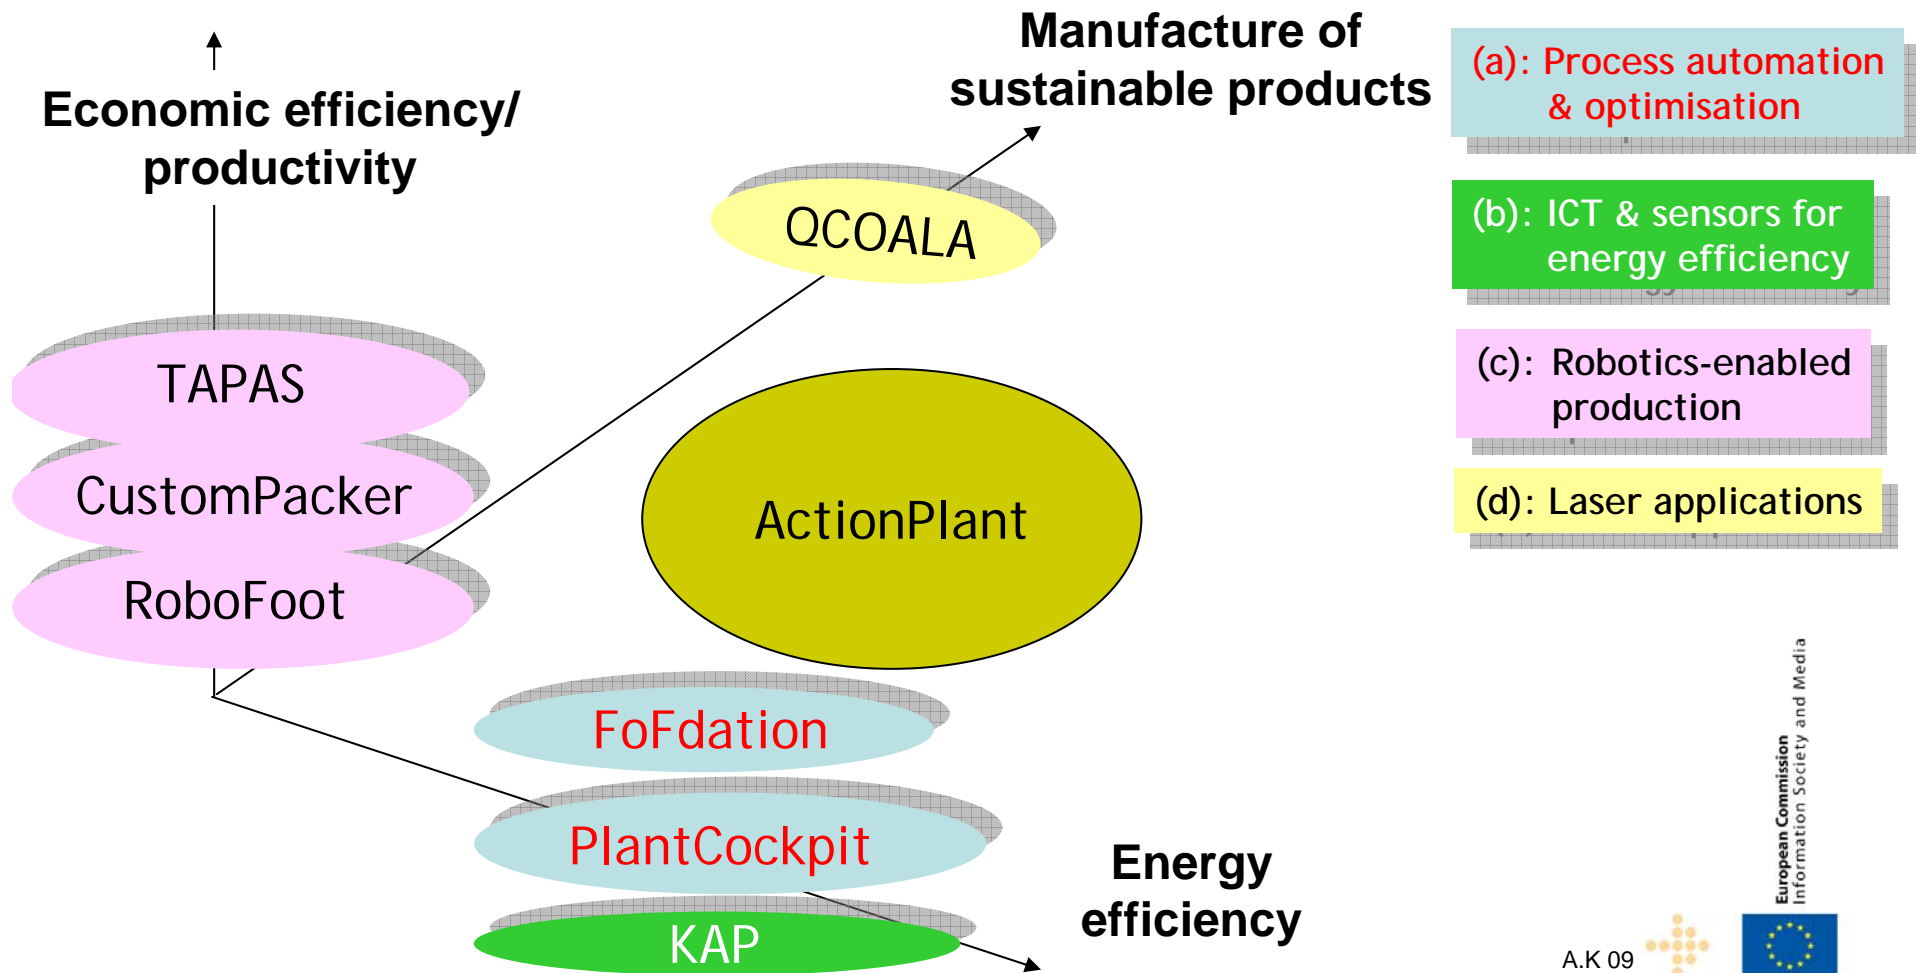 Economic efficiency/
productivity
Manufacture of
sustainable products
QCOALA
TAPAS
CustomPacker
RoboFoot
ActionPlant
FoFdation
PlantCockpit
KAP
Energy
efficiency
(a): Process automation
& optimisation
(b): ICT & sensors for
energy efficiency
(c): Robotics-enabled
production
(d): Laser applications
European Commission
Information Society and Media
A.K 09